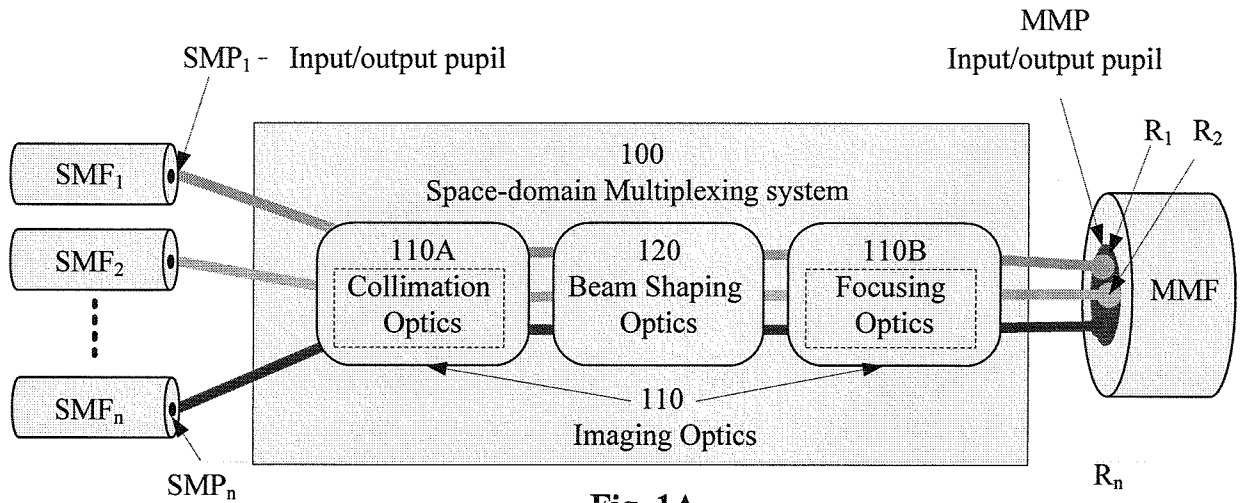 MMP
SMP₁ - Input/output pupil
Input/output pupil
R₁ R₂
100
Space-domain Multiplexing system
SMF₁
SMF₂
SMFₙ
110A
Collimation
Optics
120
Beam Shaping
Optics
110B
Focusing
Optics
MMF
110
Imaging Optics
SMPₙ
Rₙ
Fig. 1A